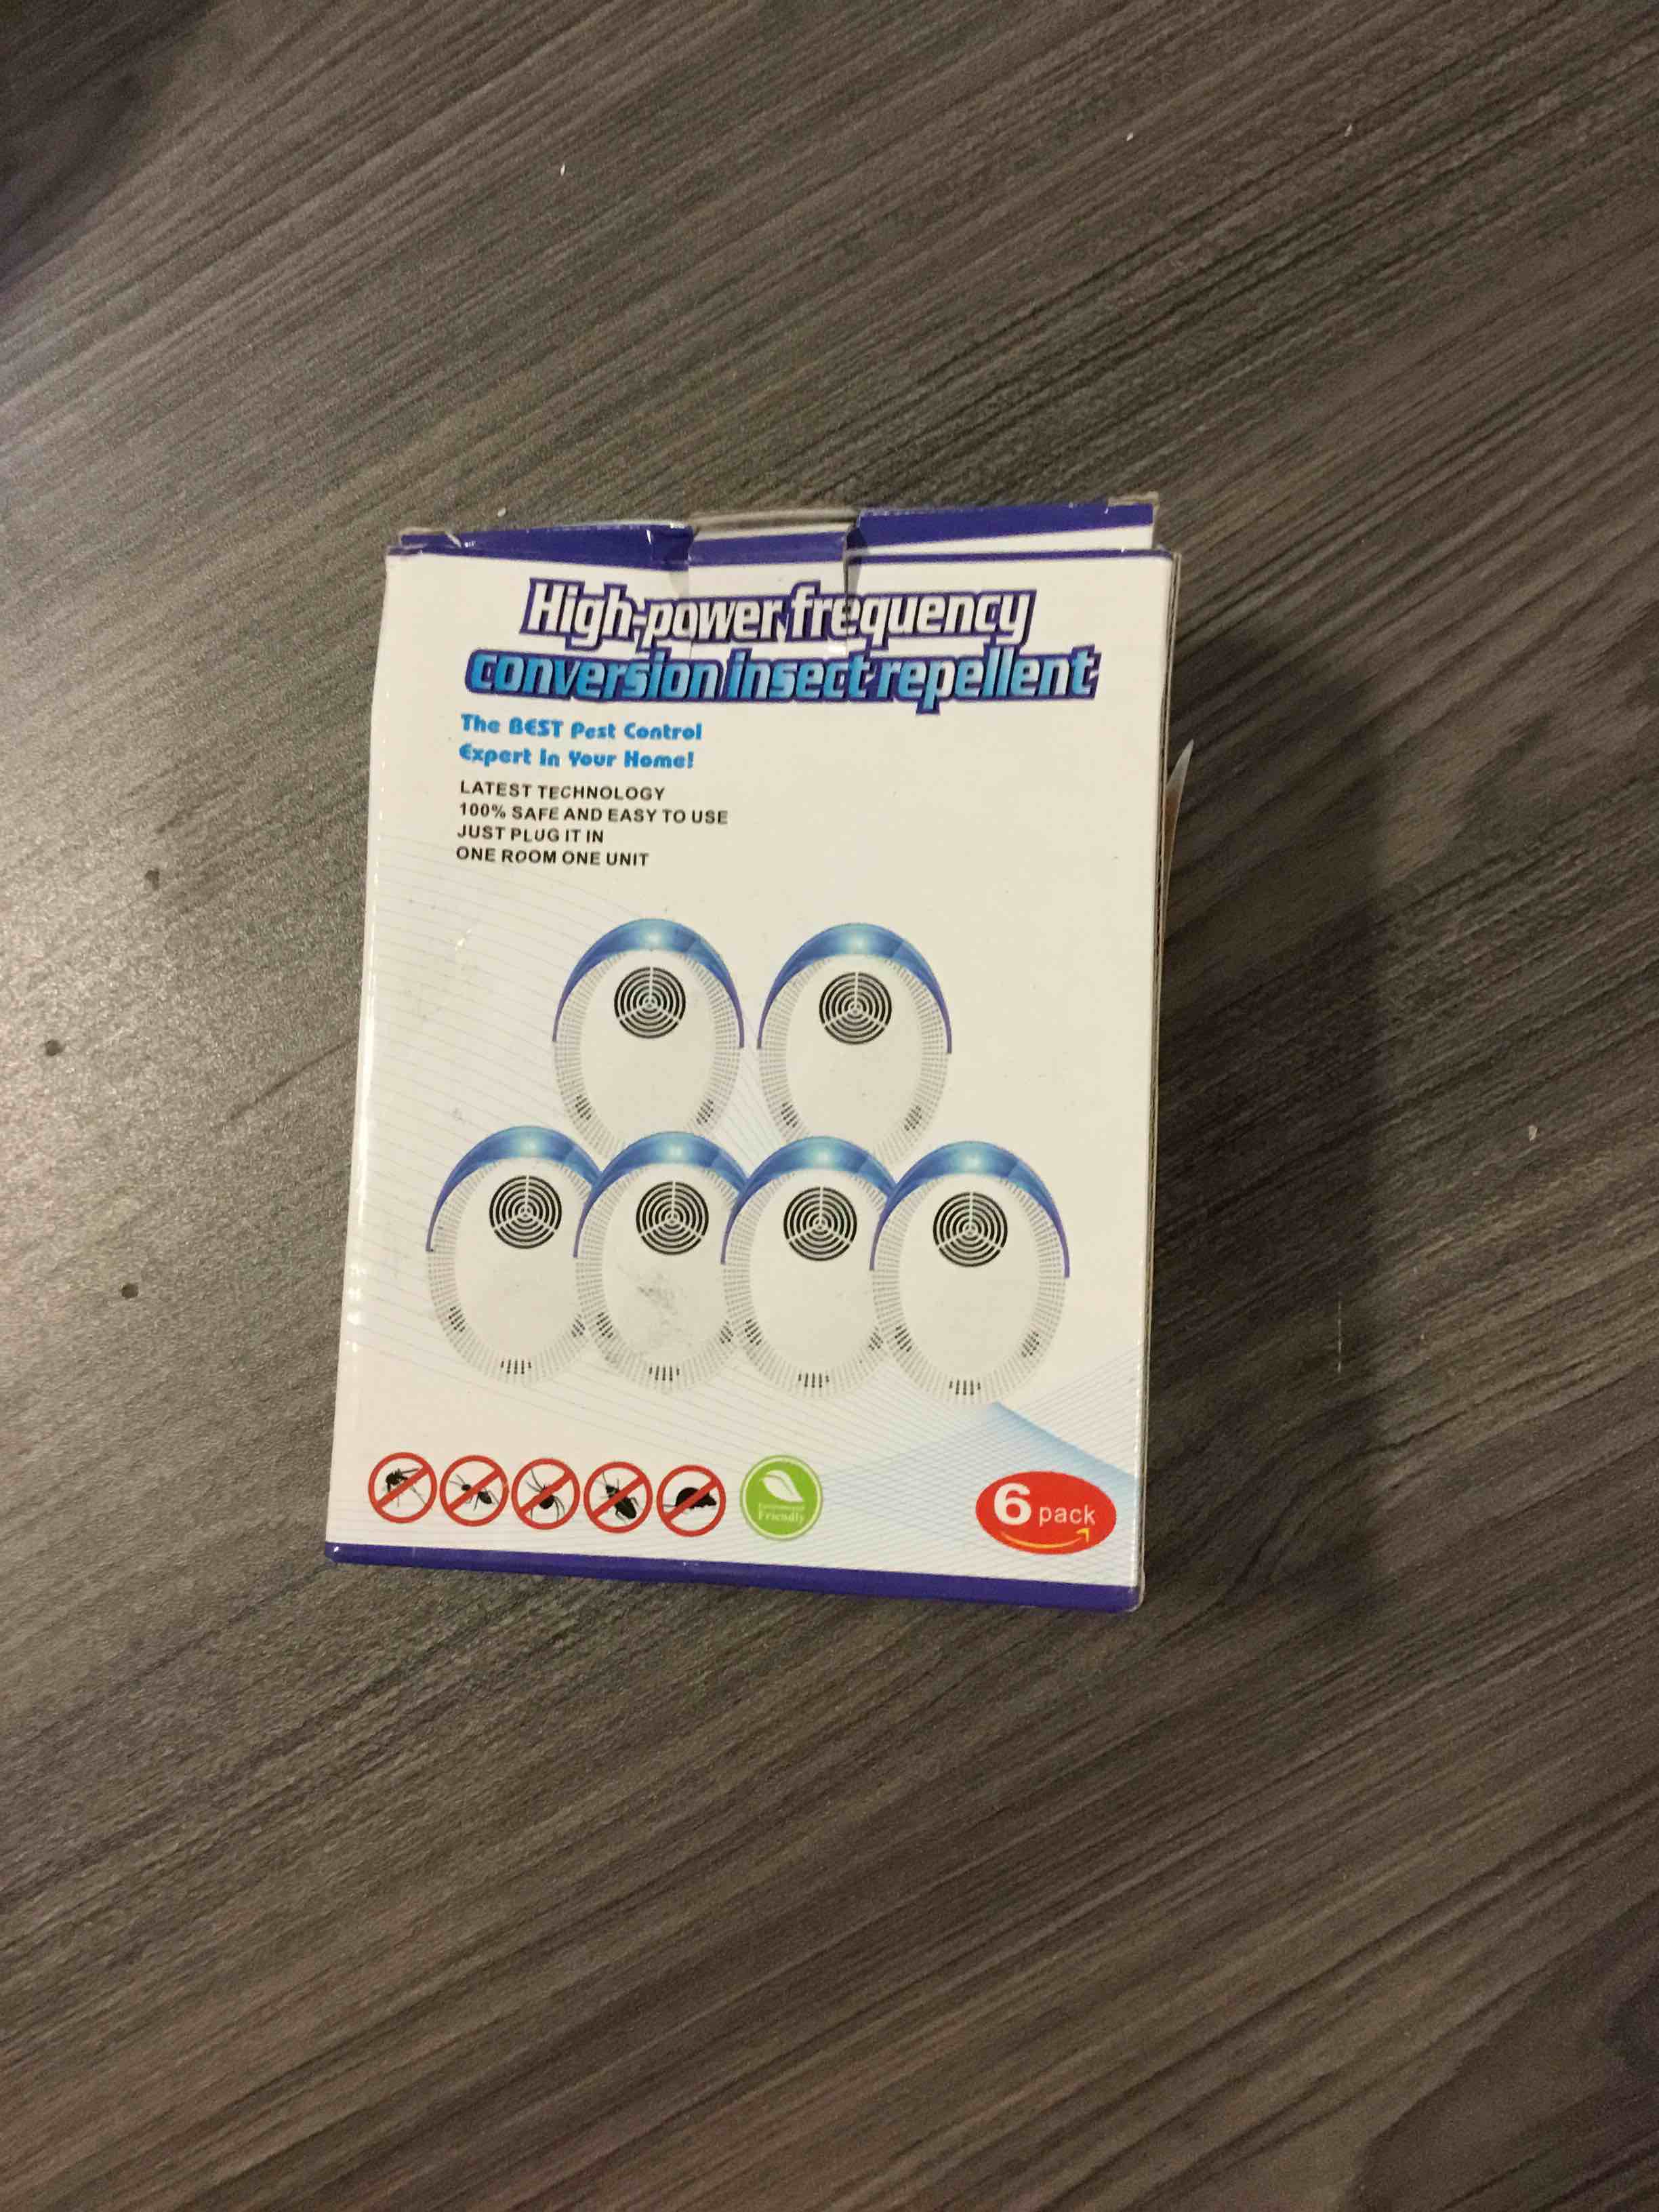 High-power frequency
conversion insect repellent
The BEST Pest Control
Expert in Your Home!
LATEST TECHNOLOGY
100% SAFE AND EASY TO USE
JUST PLUG IT IN
ONE ROOM ONE UNIT
Friendly
6 pack